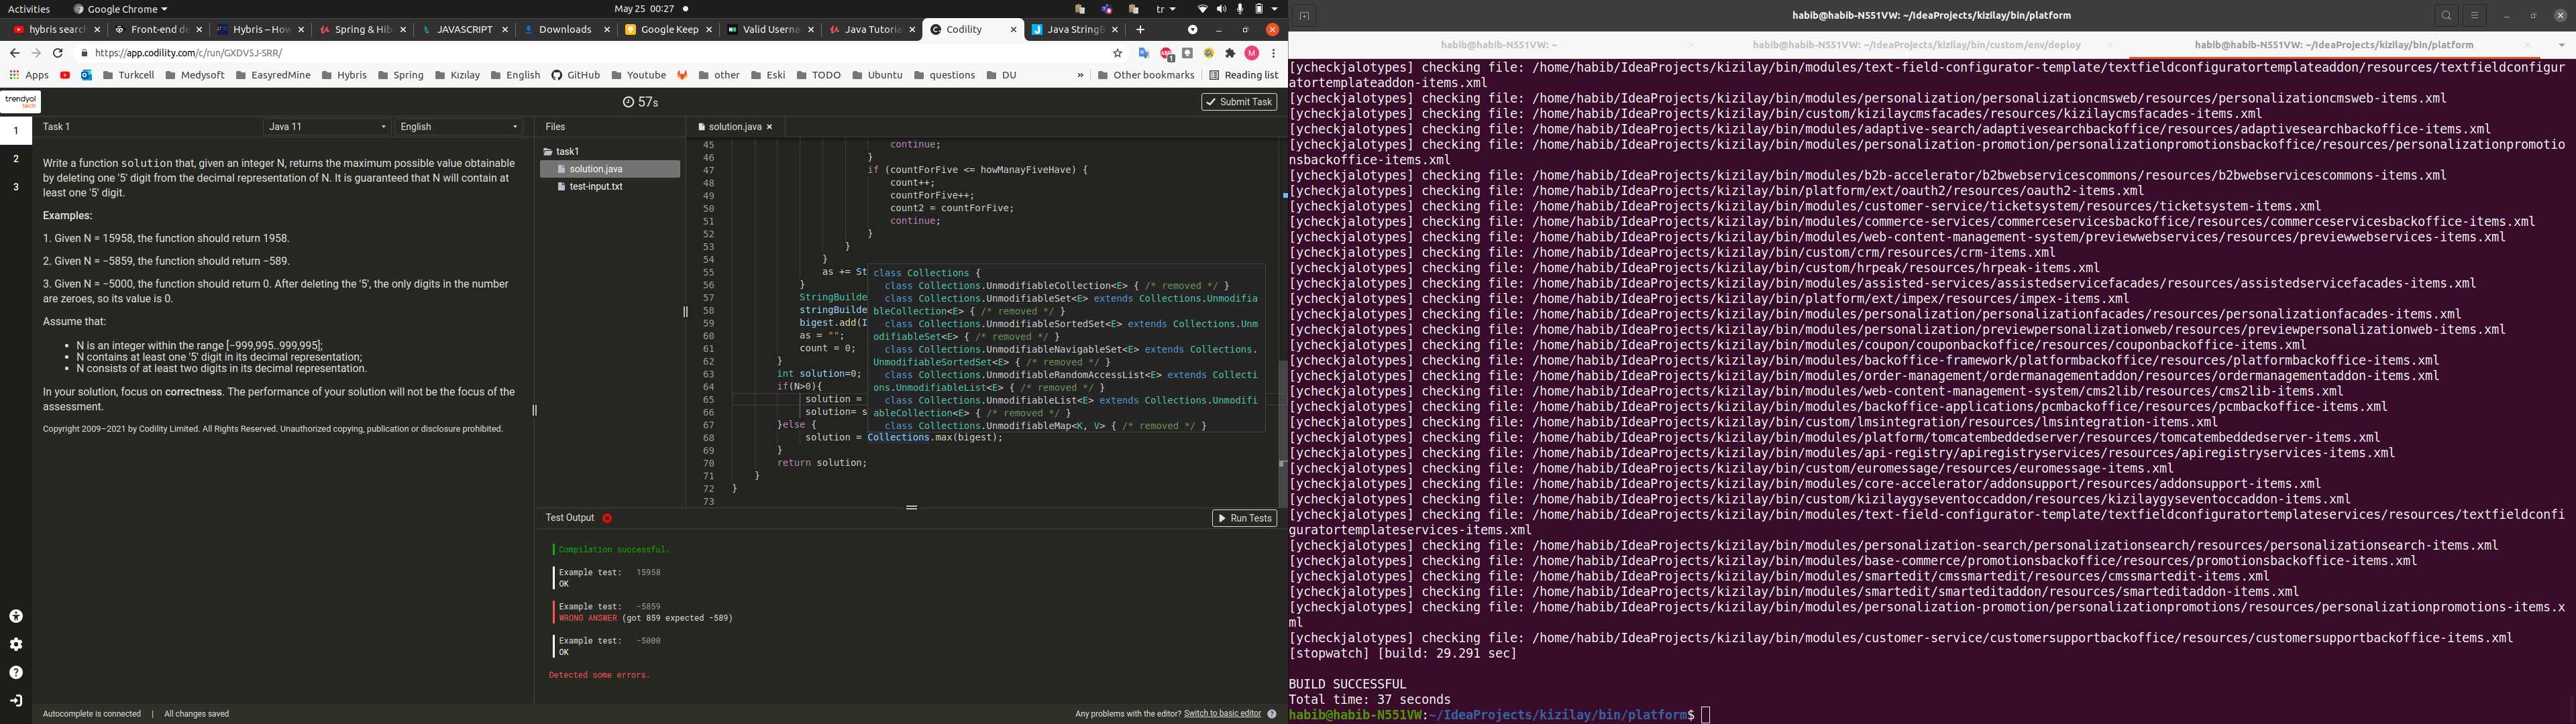 Activities
Google Chrome
May 25 00:27
tr
hybris search
Front-end de
Hybris – How
Spring & Hib
JAVASCRIPT
Downloads
Google Keep
Valid Userna
Java Tutoria
Codility
Java StringB
https://app.codility.com/c/run/GXDV5J-SRR/
Apps
Turkcell
Medysoft
EasyredMine
Hybris
Spring
Kızılay
English
GitHub
Youtube
other
Eski
TODO
Ubuntu
questions
DU
»
Other bookmarks
Reading list
trendyol
tech
57s
Submit Task
1
2
3
Task 1
Java 11
English
Write a function solution that, given an integer N, returns the maximum possible value obtainable
by deleting one '5' digit from the decimal representation of N. It is guaranteed that N will contain at
least one '5' digit.
Examples:
1. Given N = 15958, the function should return 1958.
2. Given N = −5859, the function should return −589.
3. Given N = −5000, the function should return 0. After deleting the '5', the only digits in the number
are zeroes, so its value is 0.
Assume that:
• N is an integer within the range [−999,995..999,995];
• N contains at least one '5' digit in its decimal representation;
• N consists of at least two digits in its decimal representation.
In your solution, focus on correctness. The performance of your solution will not be the focus of the
assessment.
Copyright 2009–2021 by Codility Limited. All Rights Reserved. Unauthorized copying, publication or disclosure prohibited.
Autocomplete is connected | All changes saved
Files
task1
solution.java
test-input.txt
solution.java
45 continue;
46 }
47 if (countForFive <= howManayFiveHave) {
48 count++;
49 countForFive++;
50 count2 = countForFive;
51 continue;
52 }
53 }
54 }
55 as += St
56 }
57 StringBuilde
58 stringBuilde
59 bigest.add(I
60 as = "";
61 count = 0;
62 }
63 int solution=0;
64 if(N>0){
65 solution =
66 solution= s
67 }else {
68 solution = Collections.max(bigest);
69 }
70 return solution;
71 }
72 }
73
class Collections {
class Collections.UnmodifiableCollection<E> { /* removed */ }
class Collections.UnmodifiableSet<E> extends Collections.Unmodifia
bleCollection<E> { /* removed */ }
class Collections.UnmodifiableSortedSet<E> extends Collections.Unm
odifiableSet<E> { /* removed */ }
class Collections.UnmodifiableNavigableSet<E> extends Collections.
UnmodifiableSortedSet<E> { /* removed */ }
class Collections.UnmodifiableRandomAccessList<E> extends Collecti
ons.UnmodifiableList<E> { /* removed */ }
class Collections.UnmodifiableList<E> extends Collections.Unmodifi
ableCollection<E> { /* removed */ }
class Collections.UnmodifiableMap<K, V> { /* removed */ }
Test Output
Run Tests
Compilation successful.
Example test: 15958
OK
Example test: -5859
WRONG ANSWER (got 859 expected -589)
Example test: -5000
OK
Detected some errors.
Any problems with the editor? Switch to basic editor
habib@habib-N551VW: ~/IdeaProjects/kizilay/bin/platform
habib@habib-N551VW: ~
habib@habib-N551VW: ~/IdeaProjects/kizilay/bin/custom/env/deploy
habib@habib-N551VW: ~/IdeaProjects/kizilay/bin/platform
[ycheckjalotypes] checking file: /home/habib/IdeaProjects/kizilay/bin/modules/text-field-configurator-template/textfieldconfiguratortemplateaddon/resources/textfieldconfigur
atortemplateaddon-items.xml
[ycheckjalotypes] checking file: /home/habib/IdeaProjects/kizilay/bin/modules/personalization/personalizationcmsweb/resources/personalizationcmsweb-items.xml
[ycheckjalotypes] checking file: /home/habib/IdeaProjects/kizilay/bin/custom/kizilaycmsfacades/resources/kizilaycmsfacades-items.xml
[ycheckjalotypes] checking file: /home/habib/IdeaProjects/kizilay/bin/modules/adaptive-search/adaptivesearchbackoffice/resources/adaptivesearchbackoffice-items.xml
[ycheckjalotypes] checking file: /home/habib/IdeaProjects/kizilay/bin/modules/personalization-promotion/personalizationpromotionsbackoffice/resources/personalizationpromotio
nsbackoffice-items.xml
[ycheckjalotypes] checking file: /home/habib/IdeaProjects/kizilay/bin/modules/b2b-accelerator/b2bwebservicescommons/resources/b2bwebservicescommons-items.xml
[ycheckjalotypes] checking file: /home/habib/IdeaProjects/kizilay/bin/platform/ext/oauth2/resources/oauth2-items.xml
[ycheckjalotypes] checking file: /home/habib/IdeaProjects/kizilay/bin/modules/customer-service/ticketsystem/resources/ticketsystem-items.xml
[ycheckjalotypes] checking file: /home/habib/IdeaProjects/kizilay/bin/modules/commerce-services/commerceservicesbackoffice/resources/commerceservicesbackoffice-items.xml
[ycheckjalotypes] checking file: /home/habib/IdeaProjects/kizilay/bin/modules/web-content-management-system/previewwebservices/resources/previewwebservices-items.xml
[ycheckjalotypes] checking file: /home/habib/IdeaProjects/kizilay/bin/custom/crm/resources/crm-items.xml
[ycheckjalotypes] checking file: /home/habib/IdeaProjects/kizilay/bin/custom/hrpeak/resources/hrpeak-items.xml
[ycheckjalotypes] checking file: /home/habib/IdeaProjects/kizilay/bin/modules/assisted-services/assistedservicefacades/resources/assistedservicefacades-items.xml
[ycheckjalotypes] checking file: /home/habib/IdeaProjects/kizilay/bin/platform/ext/impex/resources/impex-items.xml
[ycheckjalotypes] checking file: /home/habib/IdeaProjects/kizilay/bin/modules/personalization/personalizationfacades/resources/personalizationfacades-items.xml
[ycheckjalotypes] checking file: /home/habib/IdeaProjects/kizilay/bin/modules/personalization/previewpersonalizationweb/resources/previewpersonalizationweb-items.xml
[ycheckjalotypes] checking file: /home/habib/IdeaProjects/kizilay/bin/modules/coupon/couponbackoffice/resources/couponbackoffice-items.xml
[ycheckjalotypes] checking file: /home/habib/IdeaProjects/kizilay/bin/modules/backoffice-framework/platformbackoffice/resources/platformbackoffice-items.xml
[ycheckjalotypes] checking file: /home/habib/IdeaProjects/kizilay/bin/modules/order-management/ordermanagementaddon/resources/ordermanagementaddon-items.xml
[ycheckjalotypes] checking file: /home/habib/IdeaProjects/kizilay/bin/modules/web-content-management-system/cms2lib/resources/cms2lib-items.xml
[ycheckjalotypes] checking file: /home/habib/IdeaProjects/kizilay/bin/modules/backoffice-applications/pcmbackoffice/resources/pcmbackoffice-items.xml
[ycheckjalotypes] checking file: /home/habib/IdeaProjects/kizilay/bin/custom/lmsintegration/resources/lmsintegration-items.xml
[ycheckjalotypes] checking file: /home/habib/IdeaProjects/kizilay/bin/modules/platform/tomcatembeddedserver/resources/tomcatembeddedserver-items.xml
[ycheckjalotypes] checking file: /home/habib/IdeaProjects/kizilay/bin/modules/api-registry/apiregistryservices/resources/apiregistryservices-items.xml
[ycheckjalotypes] checking file: /home/habib/IdeaProjects/kizilay/bin/custom/euromessage/resources/euromessage-items.xml
[ycheckjalotypes] checking file: /home/habib/IdeaProjects/kizilay/bin/modules/core-accelerator/addonsupport/resources/addonsupport-items.xml
[ycheckjalotypes] checking file: /home/habib/IdeaProjects/kizilay/bin/custom/kizilaygyseventoccaddon/resources/kizilaygyseventoccaddon-items.xml
[ycheckjalotypes] checking file: /home/habib/IdeaProjects/kizilay/bin/modules/text-field-configurator-template/textfieldconfiguratortemplateservices/resources/textfieldconfi
guratortemplateservices-items.xml
[ycheckjalotypes] checking file: /home/habib/IdeaProjects/kizilay/bin/modules/personalization-search/personalizationsearch/resources/personalizationsearch-items.xml
[ycheckjalotypes] checking file: /home/habib/IdeaProjects/kizilay/bin/modules/base-commerce/promotionsbackoffice/resources/promotionsbackoffice-items.xml
[ycheckjalotypes] checking file: /home/habib/IdeaProjects/kizilay/bin/modules/smartedit/cmssmartedit/resources/cmssmartedit-items.xml
[ycheckjalotypes] checking file: /home/habib/IdeaProjects/kizilay/bin/modules/smartedit/smarteditaddon/resources/smarteditaddon-items.xml
[ycheckjalotypes] checking file: /home/habib/IdeaProjects/kizilay/bin/modules/personalization-promotion/personalizationpromotions/resources/personalizationpromotions-items.x
ml
[ycheckjalotypes] checking file: /home/habib/IdeaProjects/kizilay/bin/modules/customer-service/customersupportbackoffice/resources/customersupportbackoffice-items.xml
[stopwatch] [build: 29.291 sec]
BUILD SUCCESSFUL
Total time: 37 seconds
habib@habib-N551VW:~/IdeaProjects/kizilay/bin/platform$